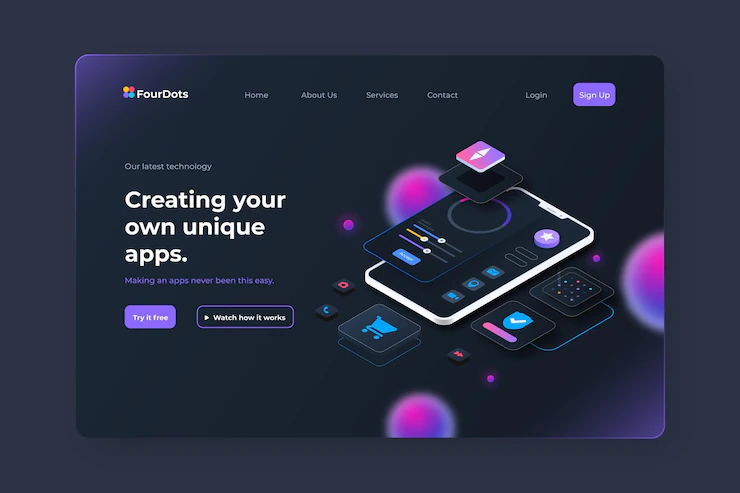 FourDots
Home
About Us
Services
Contact
Login
Sign Up
Our latest technology
Creating your
own unique
apps.
Making an apps never been this easy.
Try it free
Watch how it works